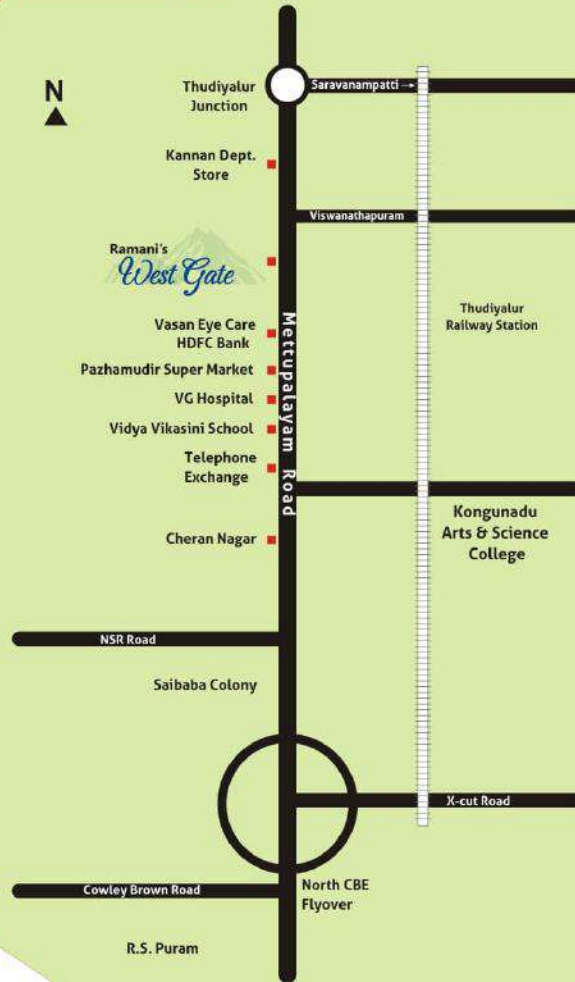 N
Thudiyalur
Junction
Saravanampatti →
Kannan Dept.
Store
Viswanathapuram
Ramani's
West Gate
Thudiyalur
Railway Station
Vasan Eye Care
HDFC Bank
Pazhamudir Super Market
VG Hospital
Vidya Vikasini School
Telephone
Exchange
Mettupalayam Road
Kongunadu
Arts & Science
College
Cheran Nagar
NSR Road
Saibaba Colony
X-cut Road
North CBE
Flyover
Cowley Brown Road
R.S. Puram